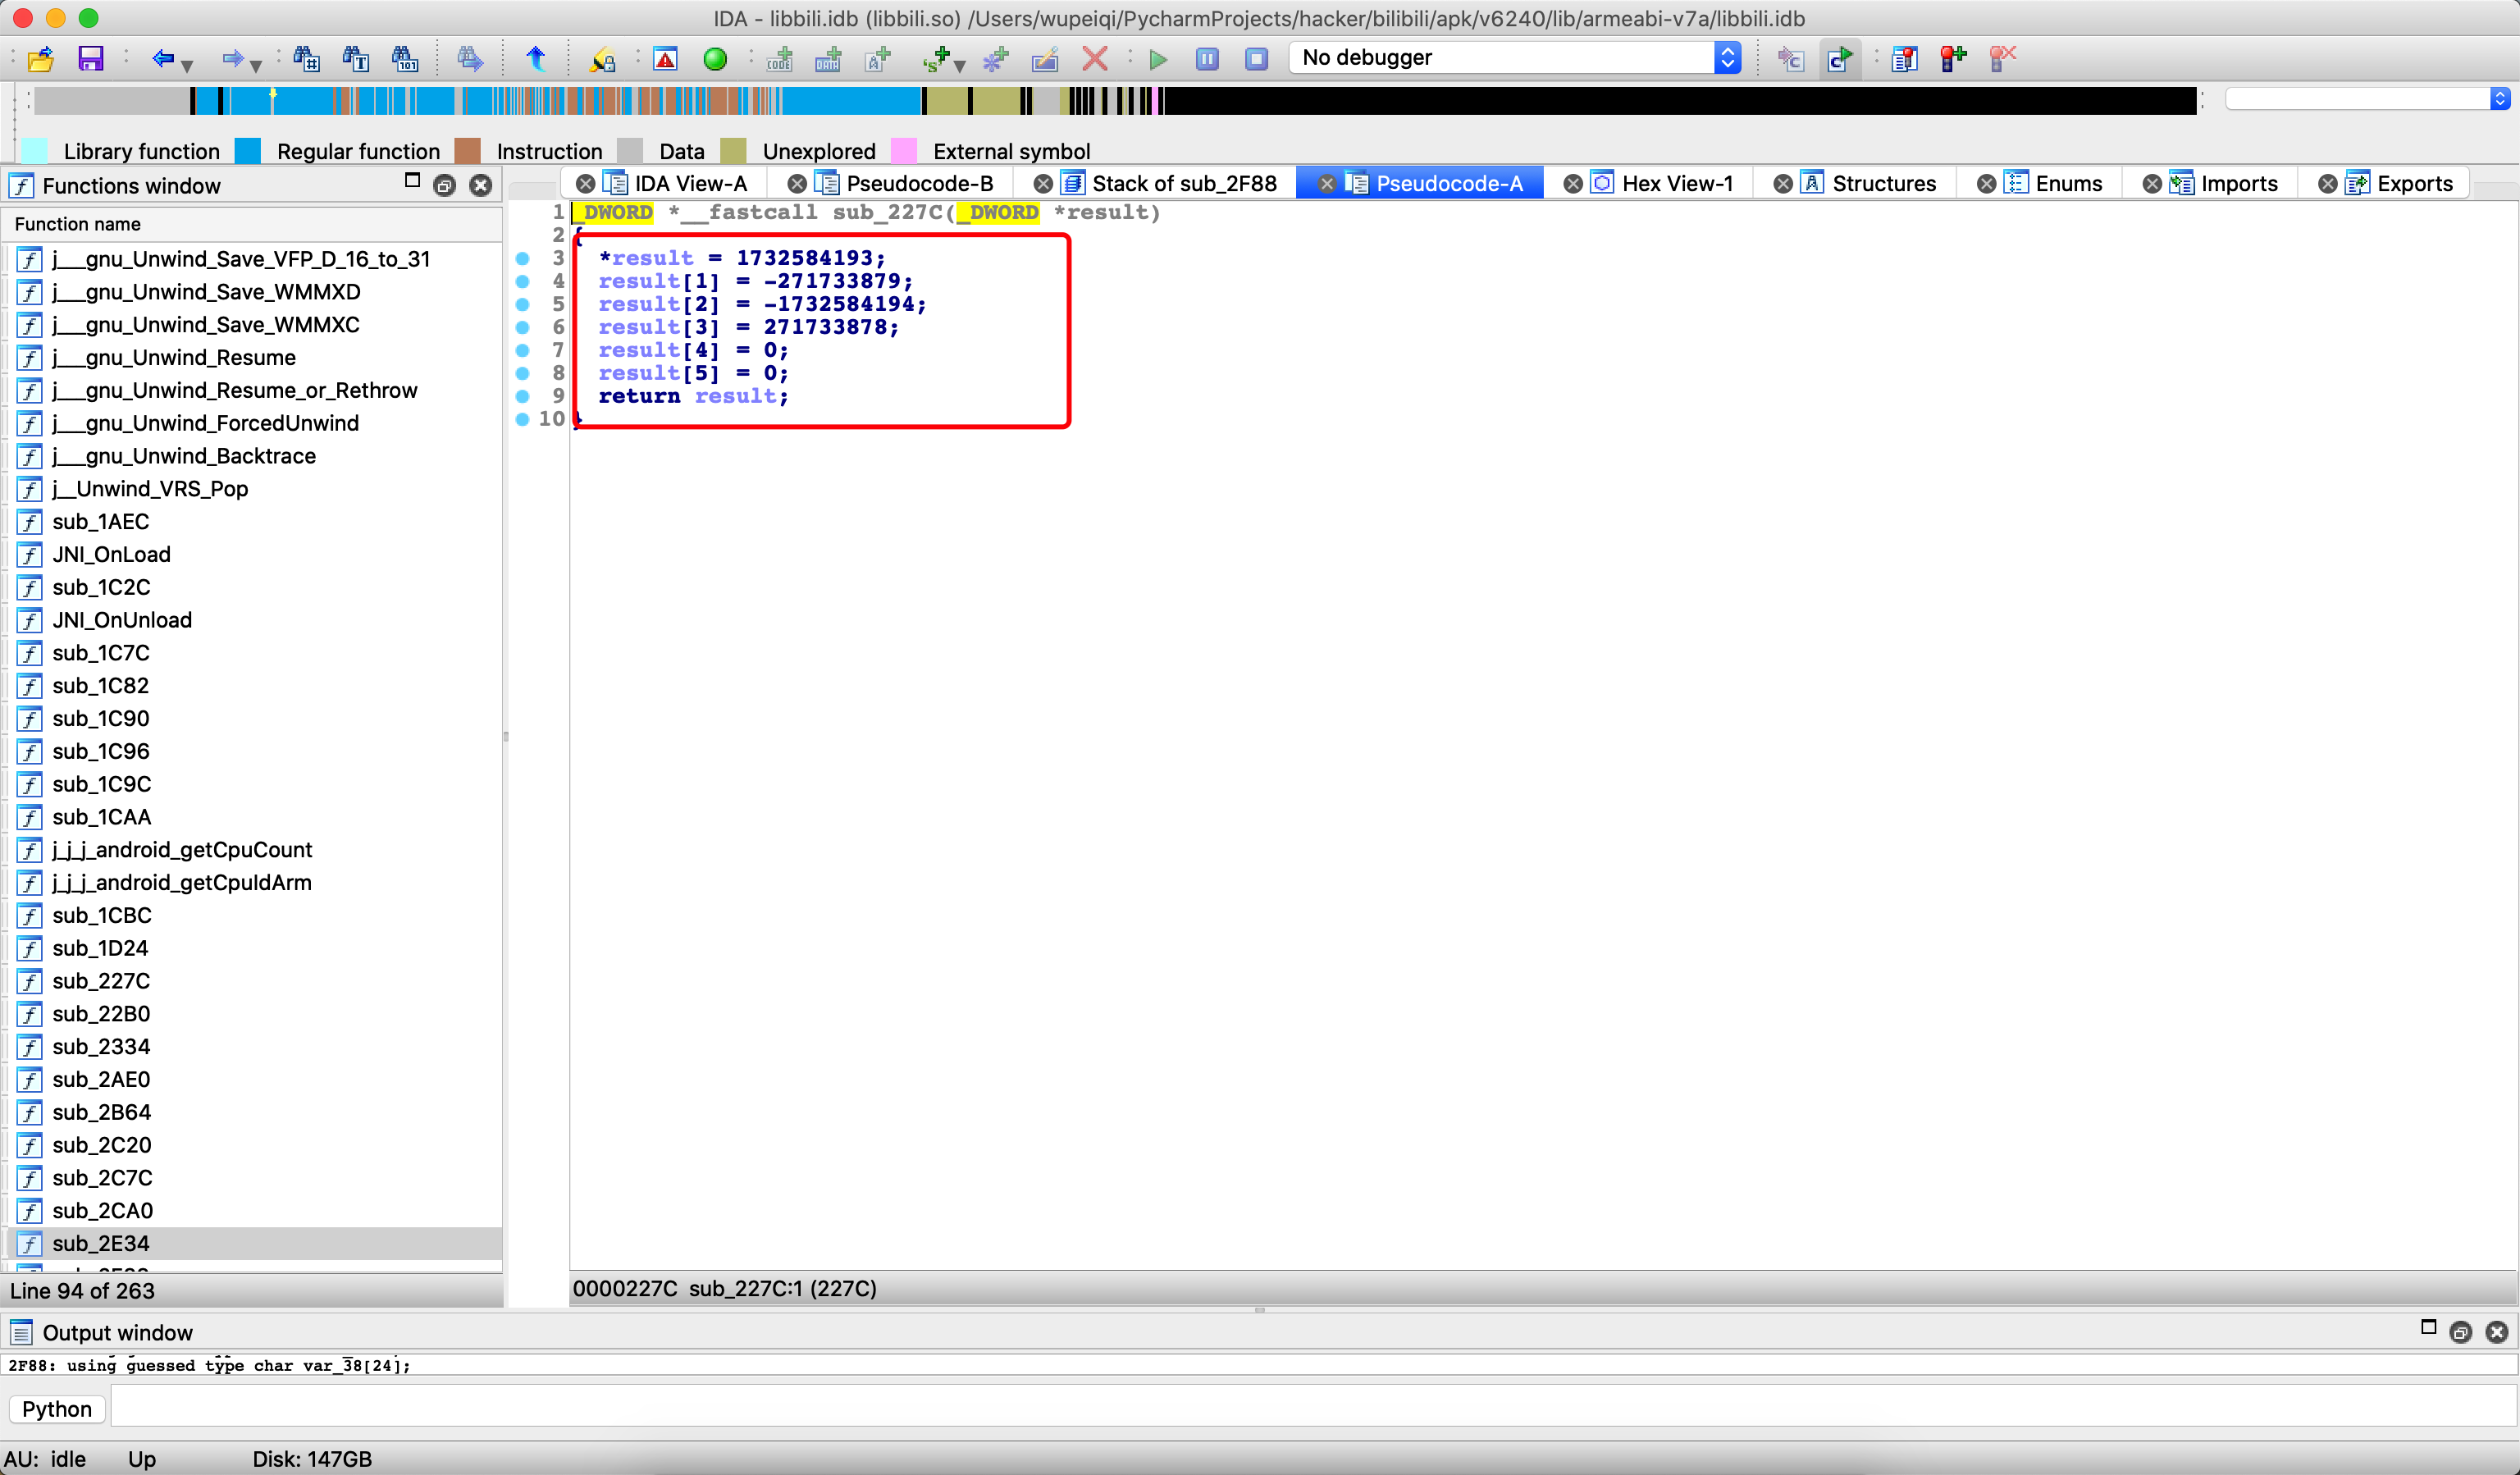 IDA - libbili.idb (libbili.so) /Users/wupeiqi/PycharmProjects/hacker/bilibili/apk/v6240/lib/armeabi-v7a/libbili.idb
No debugger
Library function Regular function Instruction Data Unexplored External symbol
Functions window
IDA View-A Pseudocode-B Stack of sub_2F88 Pseudocode-A Hex View-1 Structures Enums Imports Exports
Function name
j___gnu_Unwind_Save_VFP_D_16_to_31
j___gnu_Unwind_Save_WMMXD
j___gnu_Unwind_Save_WMMXC
j___gnu_Unwind_Resume
j___gnu_Unwind_Resume_or_Rethrow
j___gnu_Unwind_ForcedUnwind
j___gnu_Unwind_Backtrace
j__Unwind_VRS_Pop
sub_1AEC
JNI_OnLoad
sub_1C2C
JNI_OnUnload
sub_1C7C
sub_1C82
sub_1C90
sub_1C96
sub_1C9C
sub_1CAA
j_j_j_android_getCpuCount
j_j_j_android_getCpuIdArm
sub_1CBC
sub_1D24
sub_227C
sub_22B0
sub_2334
sub_2AE0
sub_2B64
sub_2C20
sub_2C7C
sub_2CA0
sub_2E34
Line 94 of 263
1 _DWORD *__fastcall sub_227C(_DWORD *result)
2 {
3 *result = 1732584193;
4 result[1] = -271733879;
5 result[2] = -1732584194;
6 result[3] = 271733878;
7 result[4] = 0;
8 result[5] = 0;
9 return result;
10 }
0000227C sub_227C:1 (227C)
Output window
2F88: using guessed type char var_38[24];
Python
AU: idle Up Disk: 147GB